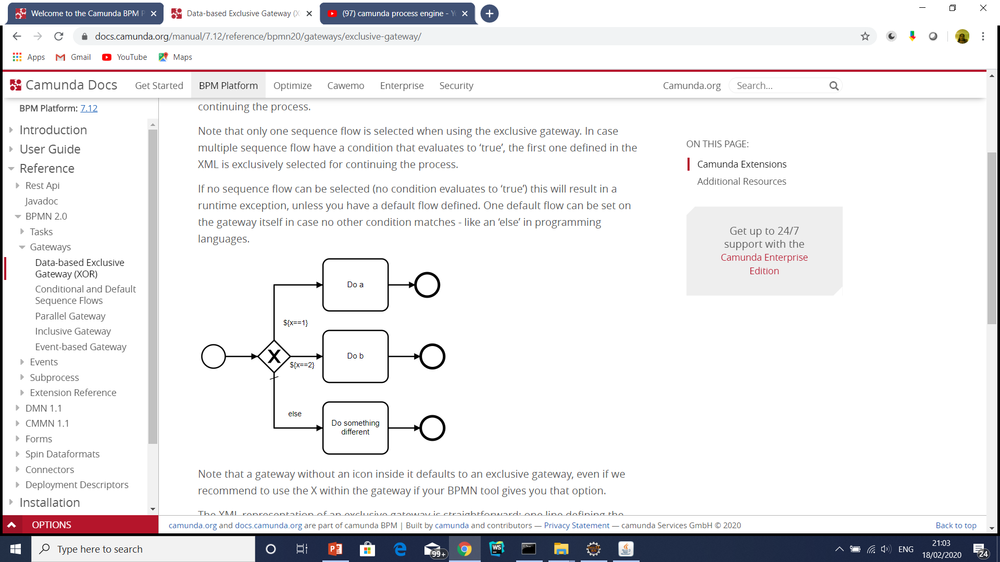 Welcome to the Camunda BPM P
Data-based Exclusive Gateway (X
(97) camunda process engine - Y
docs.camunda.org/manual/7.12/reference/bpmn20/gateways/exclusive-gateway/
Apps
Gmail
YouTube
Maps
Camunda Docs
Get Started
BPM Platform
Optimize
Cawemo
Enterprise
Security
Camunda.org
Search...
BPM Platform: 7.12
Introduction
User Guide
Reference
Rest Api
Javadoc
BPMN 2.0
Tasks
Gateways
Data-based Exclusive
Gateway (XOR)
Conditional and Default
Sequence Flows
Parallel Gateway
Inclusive Gateway
Event-based Gateway
Events
Subprocess
Extension Reference
DMN 1.1
CMMN 1.1
Forms
Spin Dataformats
Connectors
Deployment Descriptors
Installation
OPTIONS
continuing the process.
Note that only one sequence flow is selected when using the exclusive gateway. In case
multiple sequence flow have a condition that evaluates to ‘true’, the first one defined in the
XML is exclusively selected for continuing the process.
If no sequence flow can be selected (no condition evaluates to ‘true’) this will result in a
runtime exception, unless you have a default flow defined. One default flow can be set on
the gateway itself in case no other condition matches - like an ‘else’ in programming
languages.
Do a
${x==1}
Do b
X
${x==2}
else
Do something
different
Note that a gateway without an icon inside it defaults to an exclusive gateway, even if we
recommend to use the X within the gateway if your BPMN tool gives you that option.
The XML representation of an exclusive gateway is straightforward: one line defining the
ON THIS PAGE:
Camunda Extensions
Additional Resources
Get up to 24/7
support with the
Camunda Enterprise
Edition
camunda.org and docs.camunda.org are part of camunda BPM | Built by camunda and contributors — Privacy Statement — camunda Services GmbH © 2020
Back to top
Type here to search
99+
WS
ENG
21:03
18/02/2020
24